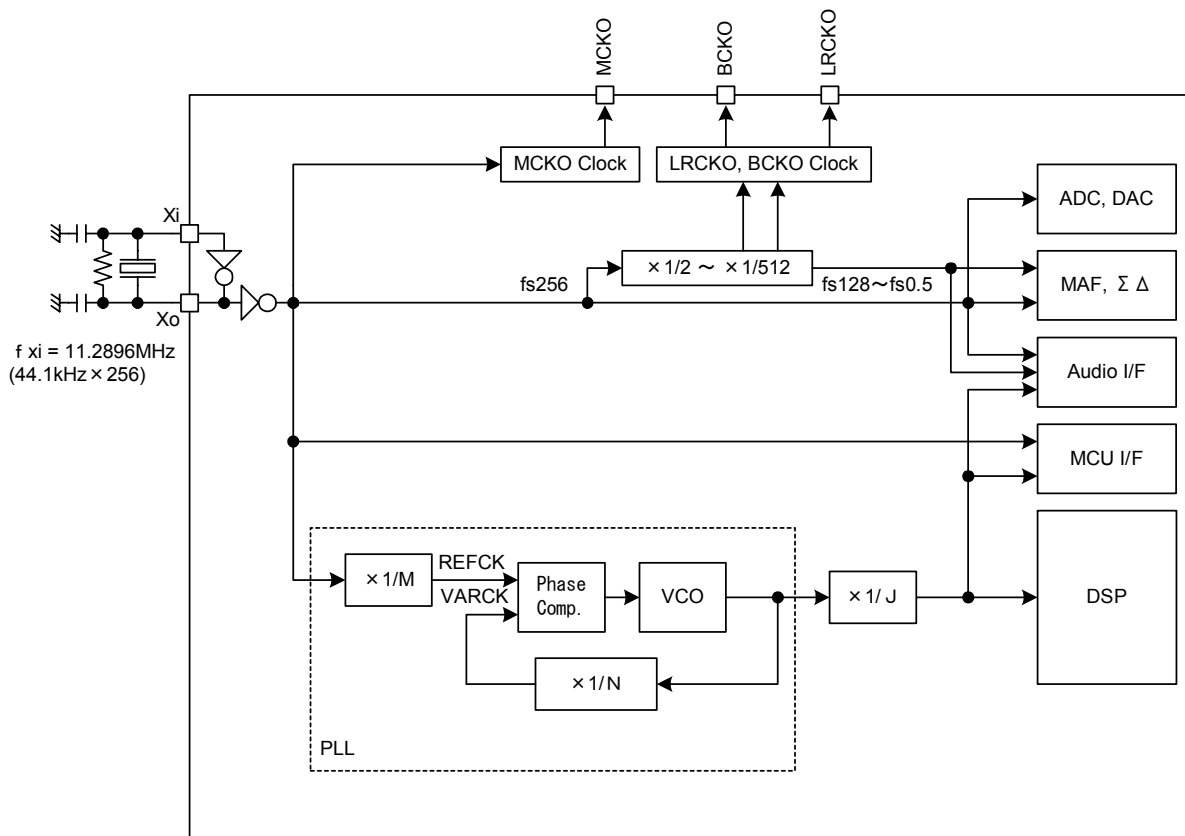 MCKO
BCKO
LRCKO
MCKO Clock
LRCKO, BCKO Clock
ADC, DAC
Xi
×1/2 ～ ×1/512
fs256
fs128～fs0.5
MAF, ΣΔ
Xo
f xi = 11.2896MHz
(44.1kHz×256)
Audio I/F
MCU I/F
×1/M
REFCK
VARCK
Phase
Comp.
VCO
×1/J
DSP
×1/N
PLL